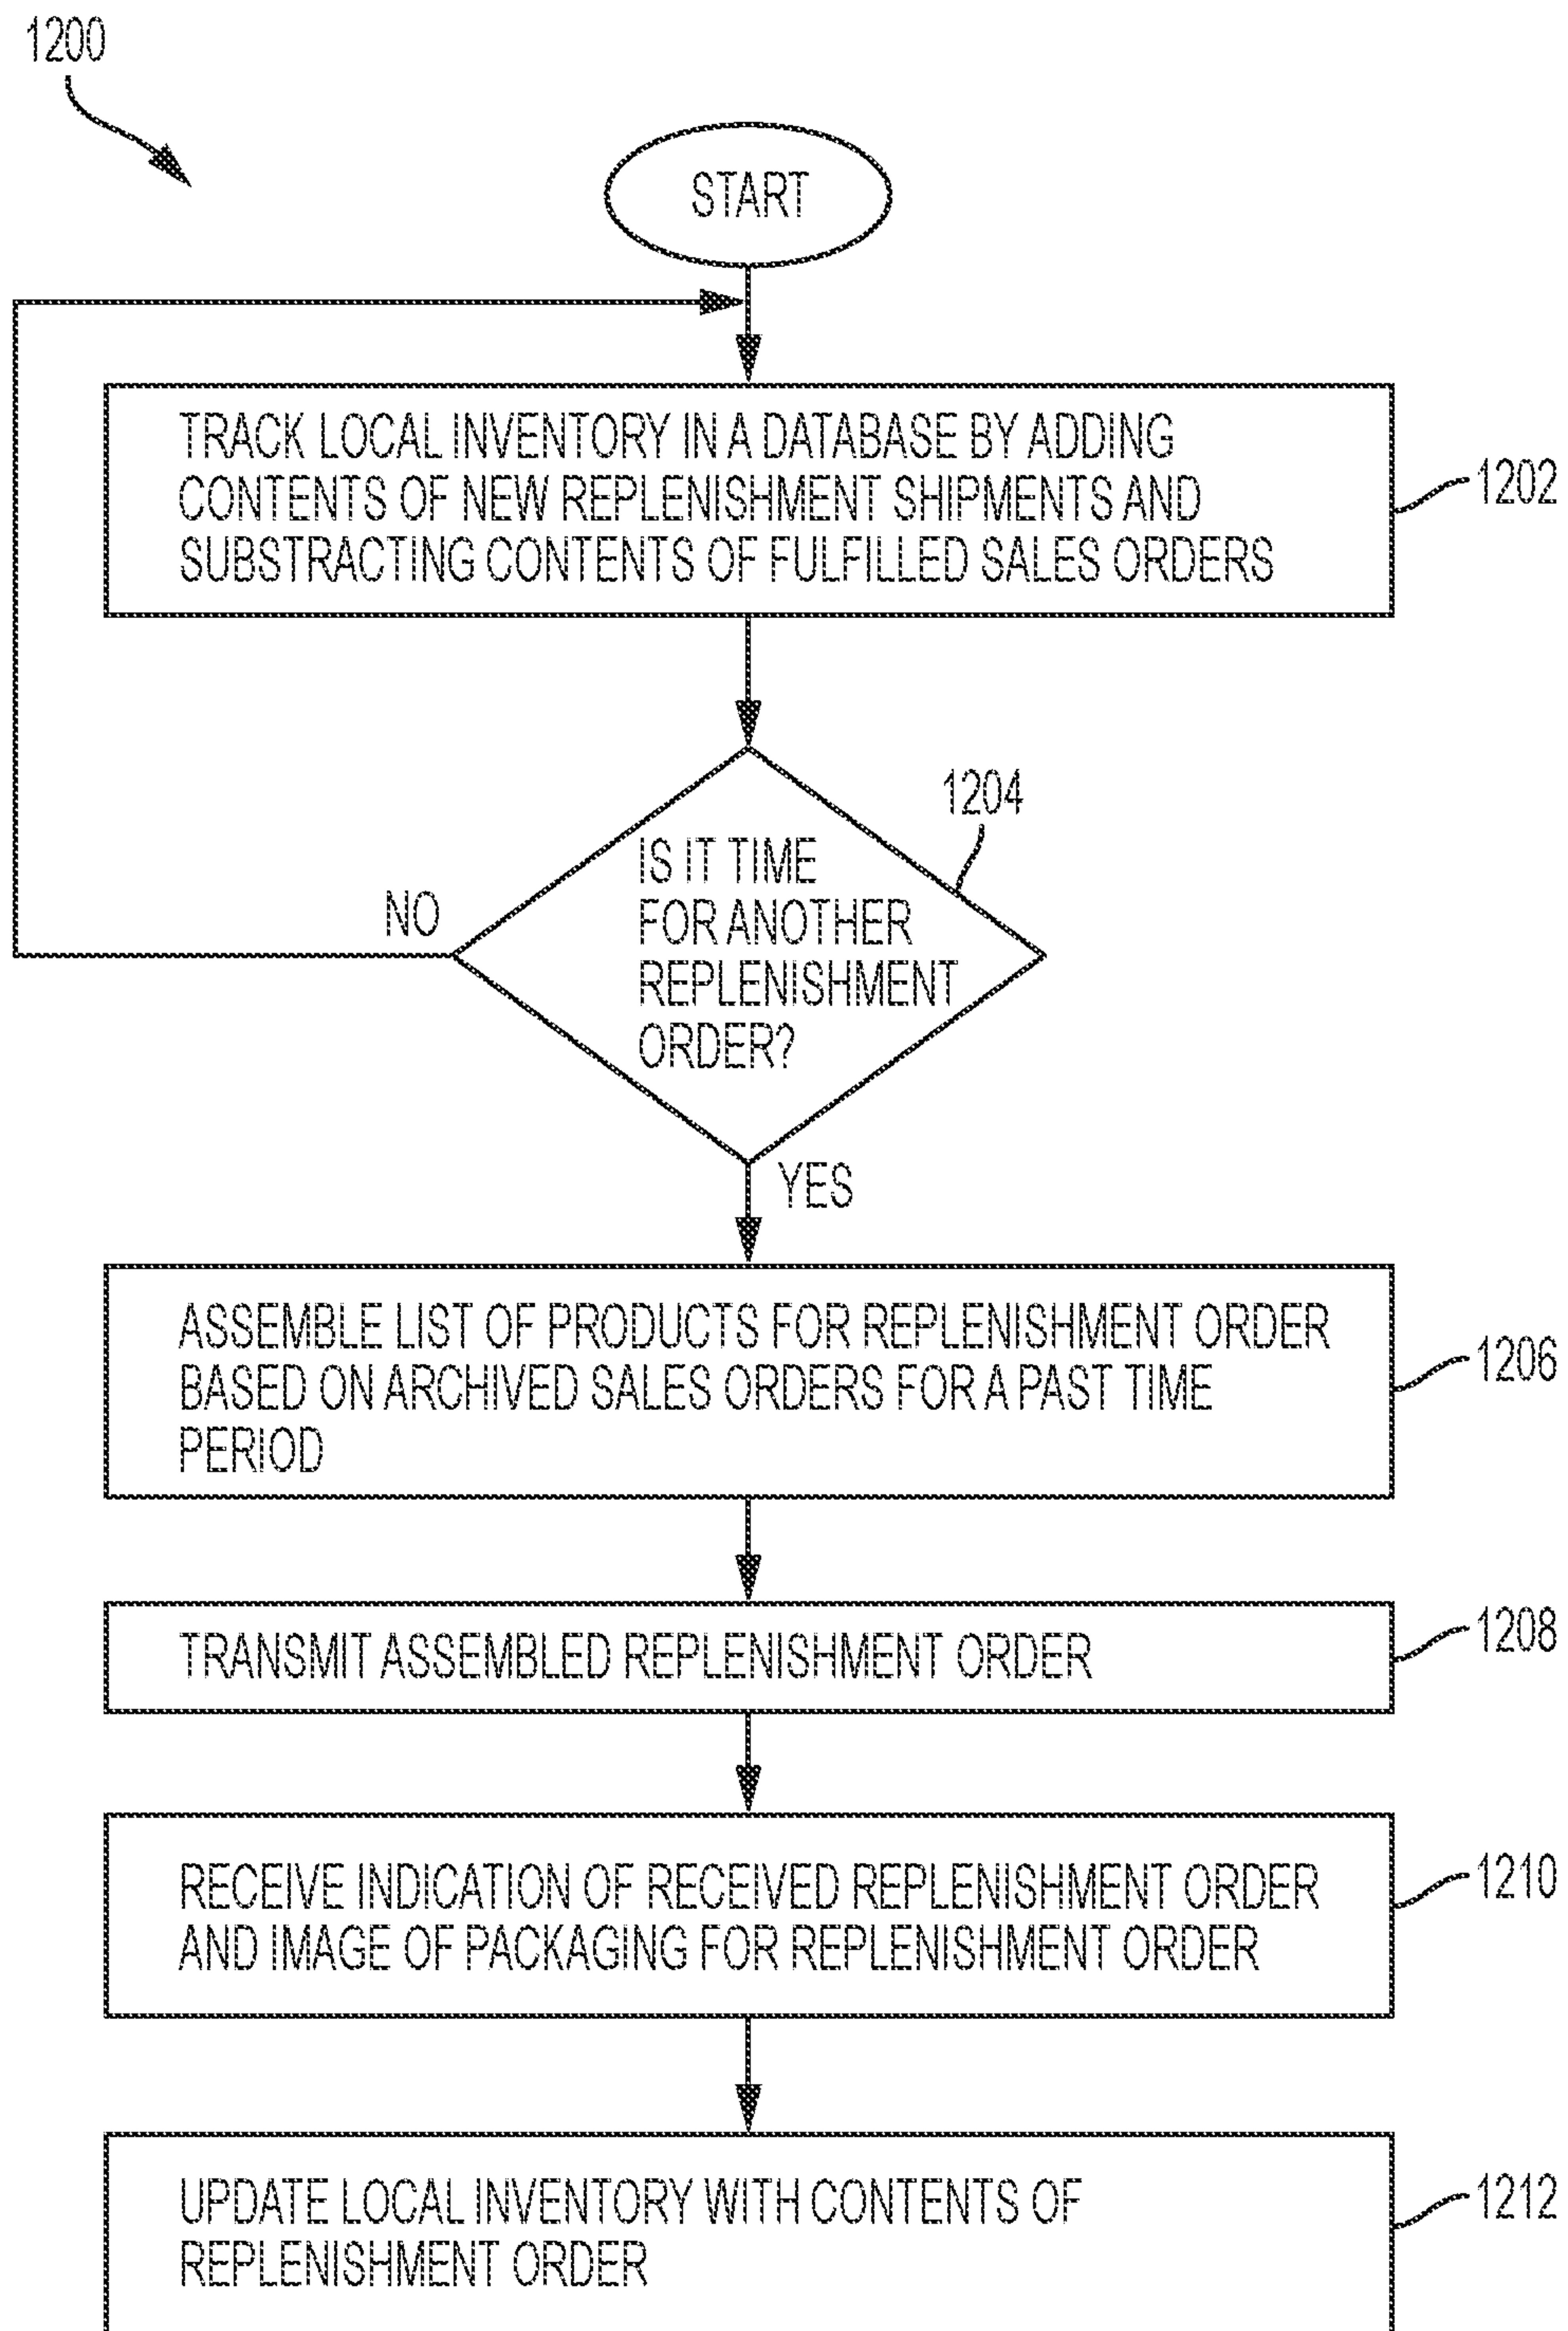 1200
START
TRACK LOCAL INVENTORY IN A DATABASE BY ADDING
CONTENTS OF NEW REPLENISHMENT SHIPMENTS AND
SUBSTRACTING CONTENTS OF FULFILLED SALES ORDERS
1202
1204
IS IT TIME
FOR ANOTHER
REPLENISHMENT
ORDER?
NO
YES
ASSEMBLE LIST OF PRODUCTS FOR REPLENISHMENT ORDER
BASED ON ARCHIVED SALES ORDERS FOR A PAST TIME
PERIOD
1206
TRANSMIT ASSEMBLED REPLENISHMENT ORDER
1208
RECEIVE INDICATION OF RECEIVED REPLENISHMENT ORDER
AND IMAGE OF PACKAGING FOR REPLENISHMENT ORDER
1210
UPDATE LOCAL INVENTORY WITH CONTENTS OF
REPLENISHMENT ORDER
1212